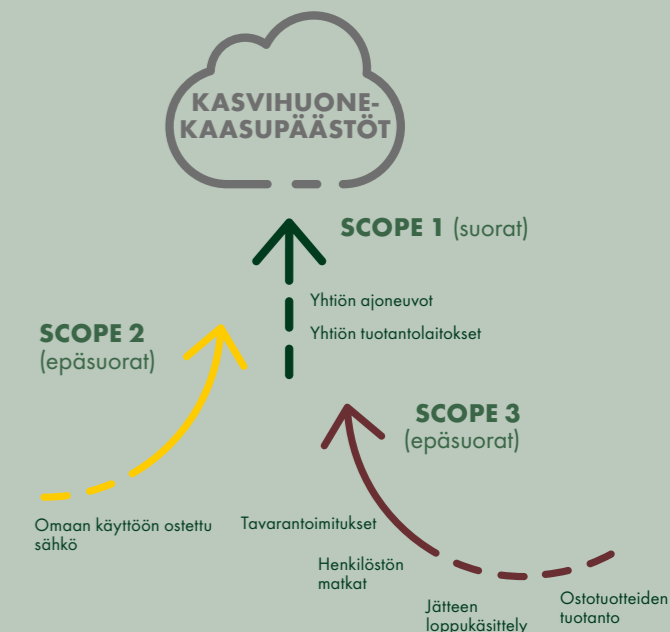 KASVIHUONE-
KAASUPÄÄSTÖT
SCOPE 1 (suorat)
Yhtiön ajoneuvot
Yhtiön tuotantolaitokset
SCOPE 2
(epäsuorat)
Omaan käyttöön ostettu
sähkö
SCOPE 3
(epäsuorat)
Tavarantoimitukset
Henkilöstön
matkat
Jätteen
loppukäsittely
Ostotuotteiden
tuotanto